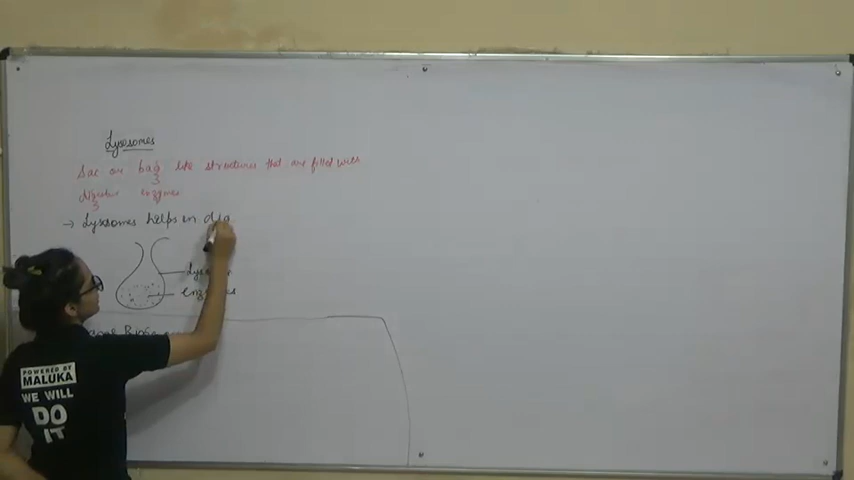 Lysosomes
Sac or bag like structures that are filled with
digestive enzymes
→ Lysosomes helps in dig
enzymes
POWERED BY
MALUKA
WE WILL
DO
IT